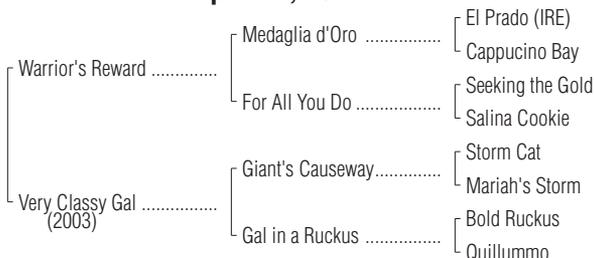 El Prado (IRE)
Medaglia d'Oro ................
Cappucino Bay
Warrior's Reward ..............
Seeking the Gold
For All You Do ..................
Salina Cookie
Storm Cat
Giant's Causeway..............
Mariah's Storm
Very Classy Gal ................
(2003)
Bold Ruckus
Gal in a Ruckus ................
Quillummo